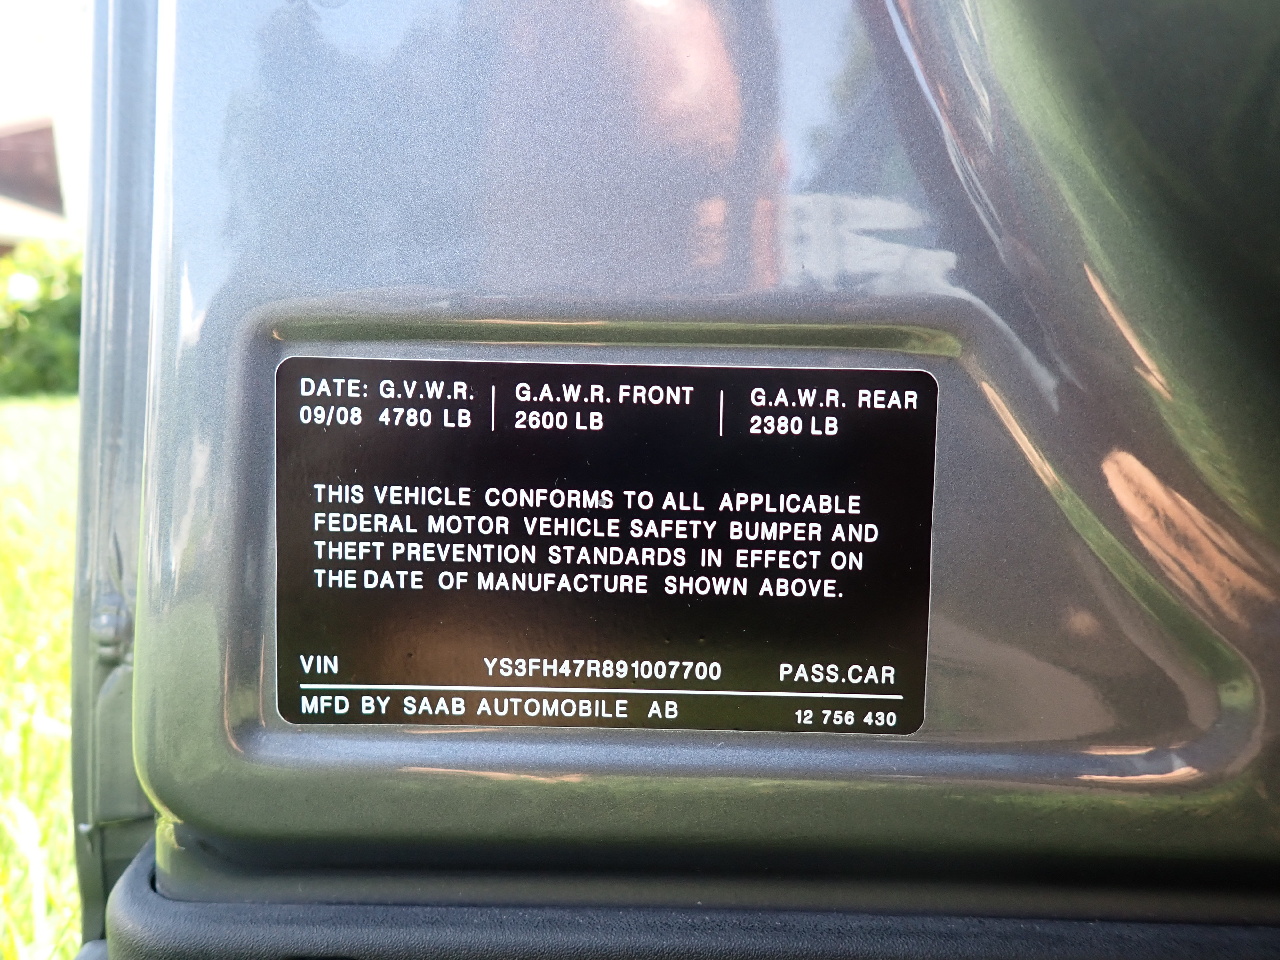 DATE: G.V.W.R. | G.A.W.R. FRONT | G.A.W.R. REAR
09/08 4780 LB | 2600 LB | 2380 LB
THIS VEHICLE CONFORMS TO ALL APPLICABLE
FEDERAL MOTOR VEHICLE SAFETY BUMPER AND
THEFT PREVENTION STANDARDS IN EFFECT ON
THE DATE OF MANUFACTURE SHOWN ABOVE.
VIN YS3FH47R891007700 PASS.CAR
MFD BY SAAB AUTOMOBILE AB 12 756 430